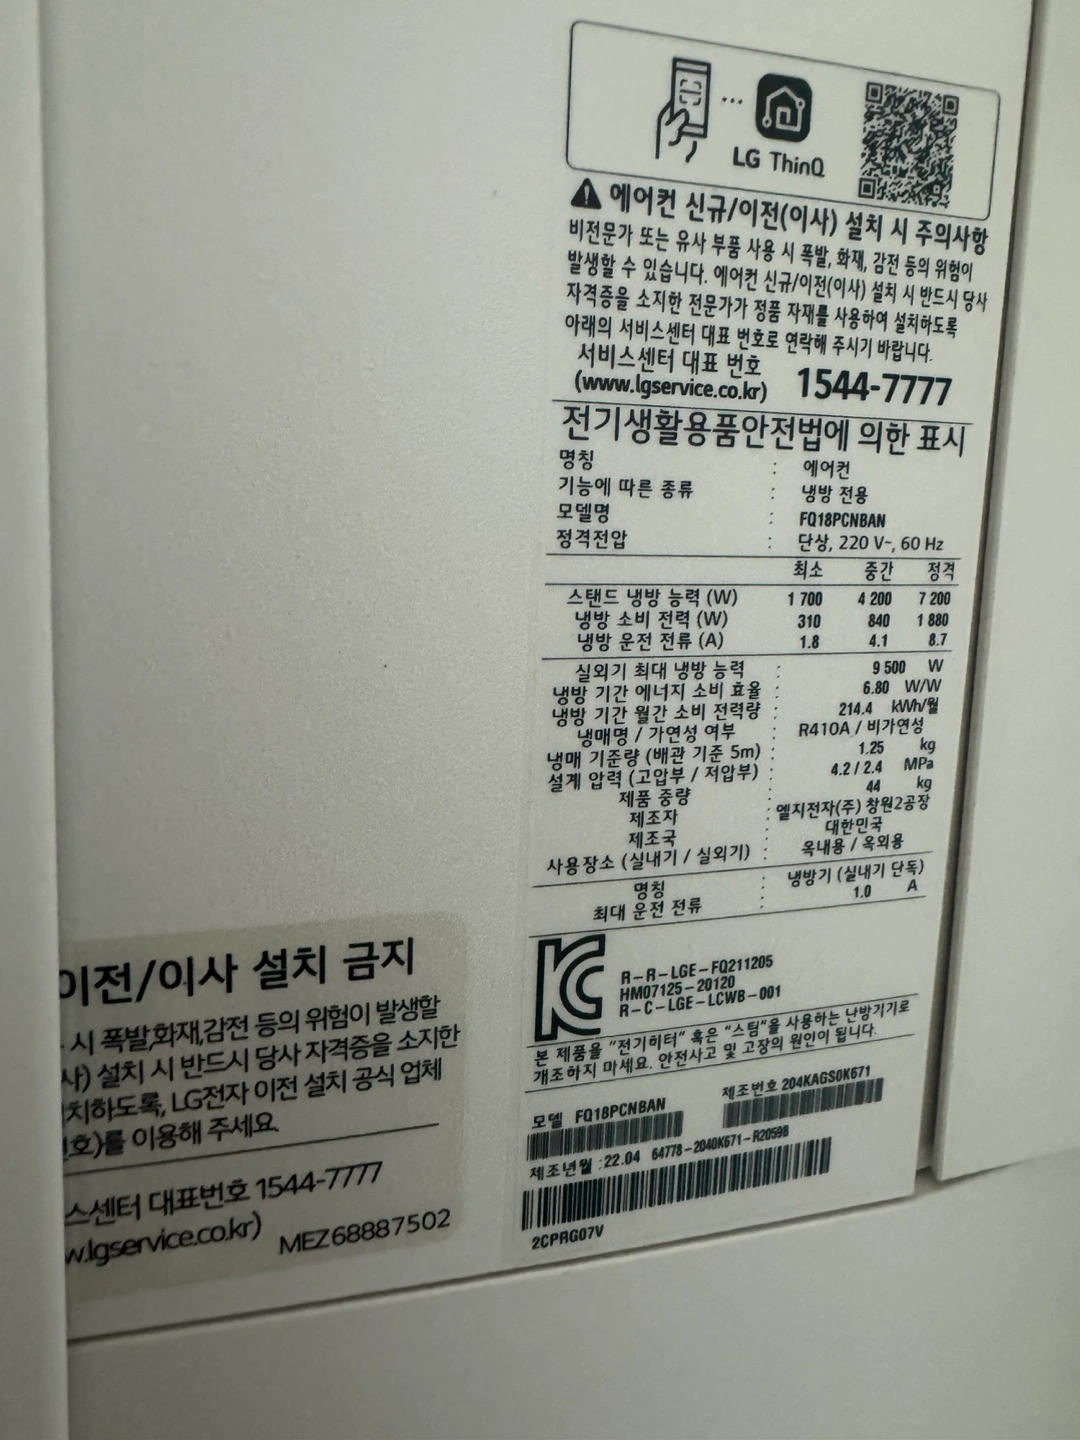 LG ThinQ
에어컨 신규/이전(이사) 설치 시 주의사항
비전문가 또는 유사 부품 사용 시 폭발, 화재, 감전 등의 위험이
발생할 수 있습니다. 에어컨 신규/이전(이사) 설치 시 반드시 당사
자격증을 소지한 전문가가 정품 자재를 사용하여 설치하도록
아래의 서비스센터 대표 번호로 연락해 주시기 바랍니다.
서비스센터 대표 번호
(www.lgservice.co.kr) 1544-7777
전기생활용품안전법에 의한 표시
명칭 : 에어컨
기능에 따른 종류 : 냉방 전용
모델명 : FQ18PCNBAN
정격전압 : 단상, 220 V~, 60 Hz
최소 중간 정격
스탠드 냉방 능력 (W) 1 700 4 200 7 200
냉방 소비 전력 (W) 310 840 1 880
냉방 운전 전류 (A) 1.8 4.1 8.7
실외기 최대 냉방 능력 : 9 500 W
냉방 기간 에너지 소비 효율 : 6.80 W/W
냉방 기간 월간 소비 전력량 : 214.4 kWh/월
냉매명 / 가연성 여부 : R410A / 비가연성
냉매 기준량 (배관 기준 5m) : 1.25 kg
설계 압력 (고압부 / 저압부) : 4.2 / 2.4 MPa
제품 중량 : 44 kg
제조자 : 엘지전자(주) 창원2공장
제조국 : 대한민국
사용장소 (실내기 / 실외기) : 옥내용 / 옥외용
명칭 : 냉방기 (실내기 단독)
최대 운전 전류 : 1.0 A
R-R-LGE-FQ211205
HM07125-20120
R-C-LGE-LCWB-001
본 제품을 "전기히터" 혹은 "스팀"을 사용하는 난방기기로
개조하지 마세요. 안전사고 및 고장의 원인이 됩니다.
모델 FQ18PCNBAN 제조번호 204KAGS0K671
제조년월 : 22.04 64778-2040K671-R2059B
2CPRG07V
이전/이사 설치 금지
시 폭발,화재,감전 등의 위험이 발생할
사) 설치 시 반드시 당사 자격증을 소지한
치하도록, LG전자 이전 설치 공식 업체
호)를 이용해 주세요.
스센터 대표번호 1544-7777
w.lgservice.co.kr)
MEZ68887502